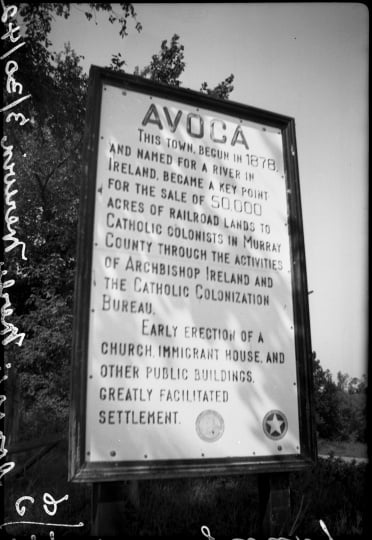 AVOCA
THIS TOWN, BEGUN IN 1878,
AND NAMED FOR A RIVER IN
IRELAND, BECAME A KEY POINT
FOR THE SALE OF 50,000
ACRES OF RAILROAD LANDS TO
CATHOLIC COLONISTS IN MURRAY
COUNTY THROUGH THE ACTIVITIES
OF ARCHBISHOP IRELAND AND
THE CATHOLIC COLONIZATION
BUREAU.
EARLY ERECTION OF A
CHURCH, IMMIGRANT HOUSE, AND
OTHER PUBLIC BUILDINGS,
GREATLY FACILITATED
SETTLEMENT.